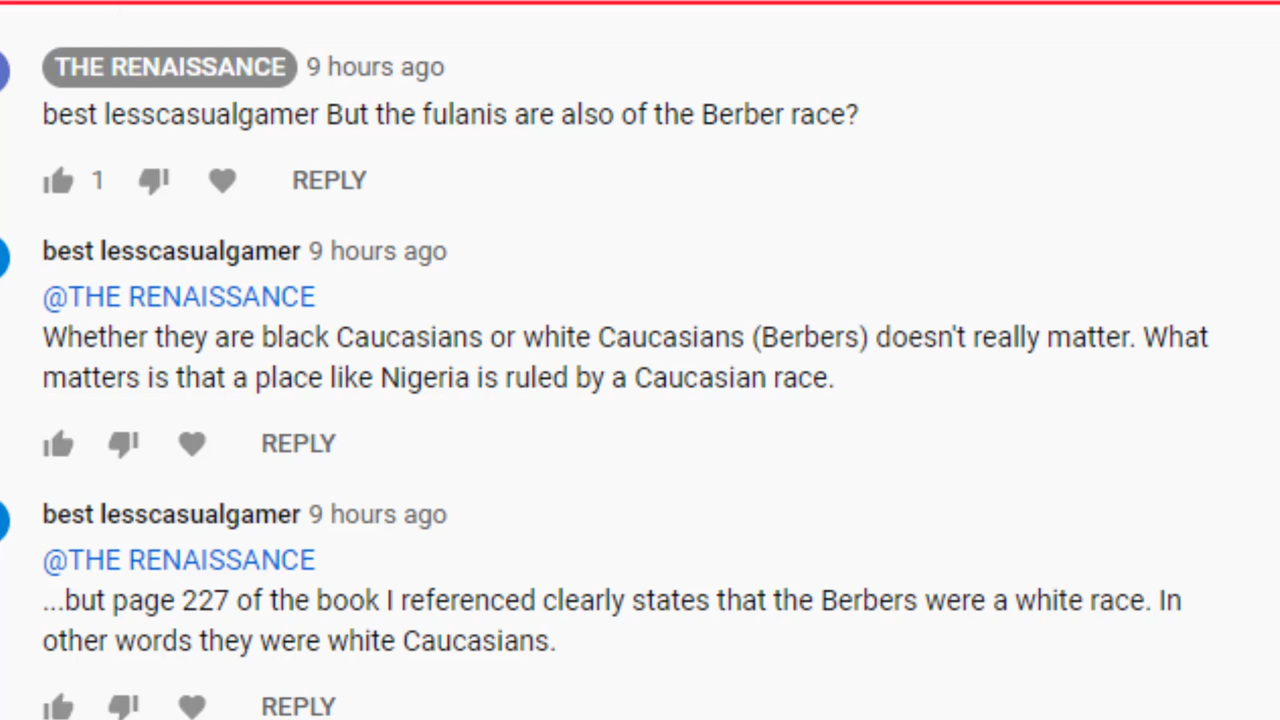 THE RENAISSANCE 9 hours ago
best lesscasualgamer But the fulanis are also of the Berber race?
1 REPLY
best lesscasualgamer 9 hours ago
@THE RENAISSANCE
Whether they are black Caucasians or white Caucasians (Berbers) doesn't really matter. What
matters is that a place like Nigeria is ruled by a Caucasian race.
REPLY
best lesscasualgamer 9 hours ago
@THE RENAISSANCE
...but page 227 of the book I referenced clearly states that the Berbers were a white race. In
other words they were white Caucasians.
REPLY